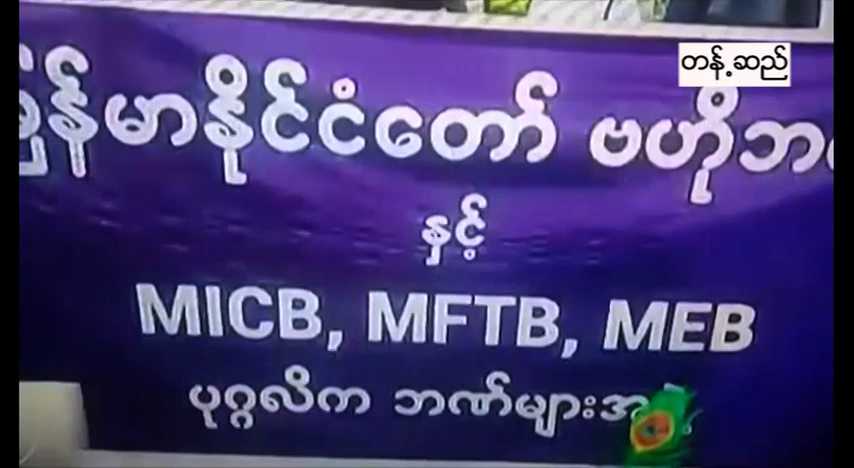 တန့်ဆည်
မြန်မာနိုင်ငံတော် ဗဟိုဘ
နှင့်
MICB, MFTB, MEB
ပုဂ္ဂလိက ဘဏ်များအ